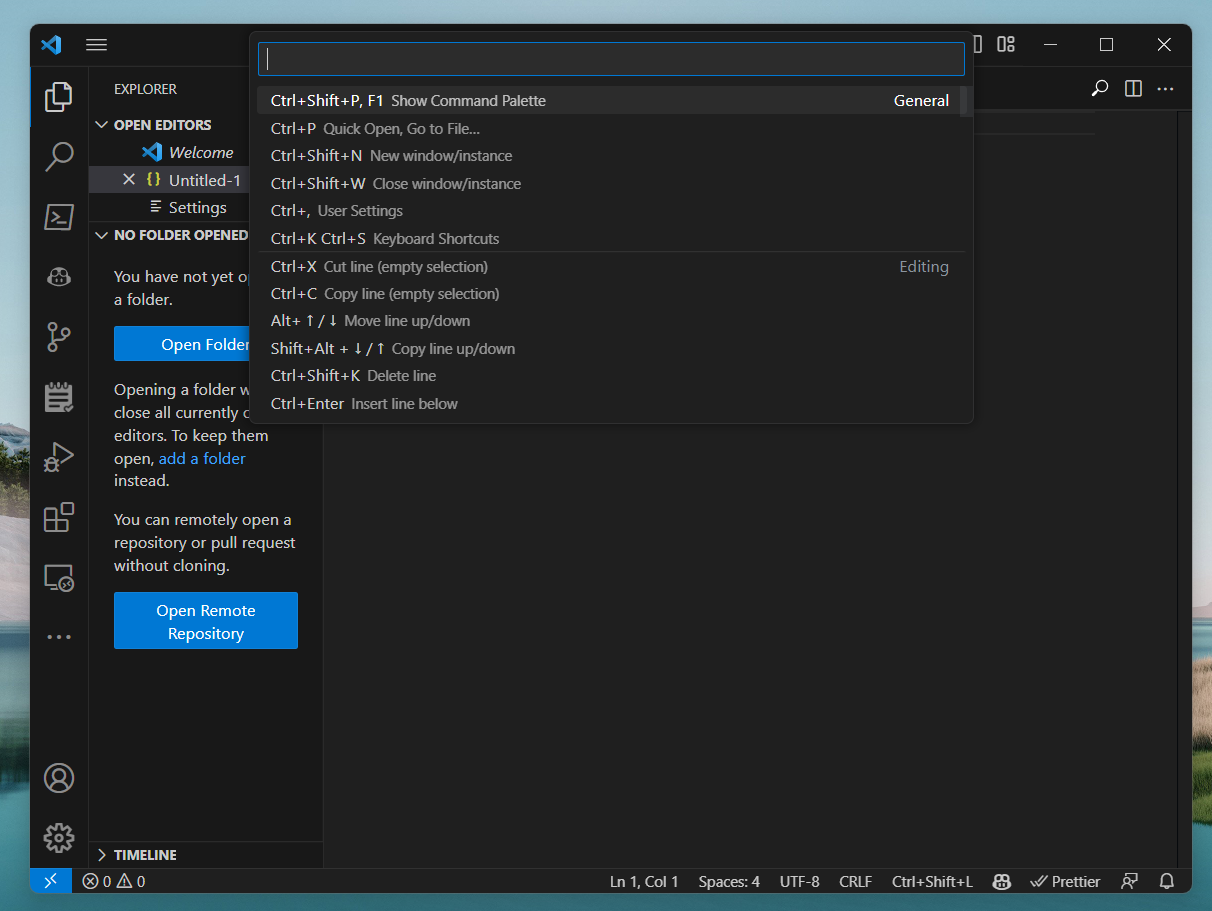 EXPLORER
OPEN EDITORS
Welcome
{} Untitled-1
Settings
NO FOLDER OPENED
You have not yet o
a folder.
Open Folder
Opening a folder w
close all currently o
editors. To keep them
open, add a folder
instead.
You can remotely open a
repository or pull request
without cloning.
Open Remote
Repository
TIMELINE
Ctrl+Shift+P, F1 Show Command Palette General
Ctrl+P Quick Open, Go to File...
Ctrl+Shift+N New window/instance
Ctrl+Shift+W Close window/instance
Ctrl+, User Settings
Ctrl+K Ctrl+S Keyboard Shortcuts
Ctrl+X Cut line (empty selection) Editing
Ctrl+C Copy line (empty selection)
Alt+ ↑ / ↓ Move line up/down
Shift+Alt + ↓ / ↑ Copy line up/down
Ctrl+Shift+K Delete line
Ctrl+Enter Insert line below
0 0 Ln 1, Col 1 Spaces: 4 UTF-8 CRLF Ctrl+Shift+L Prettier